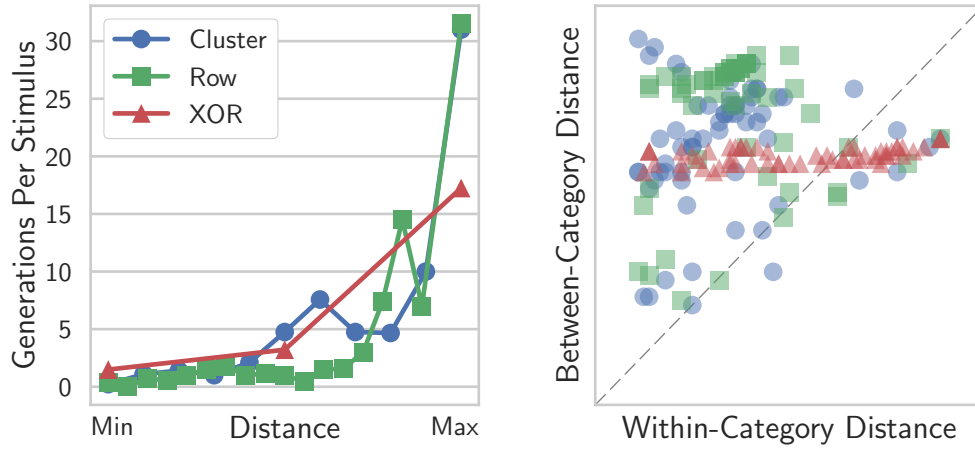 Generations Per Stimulus
30
25
20
15
10
5
0
Cluster
Row
XOR
Min
Distance
Max
Between-Category Distance
Within-Category Distance